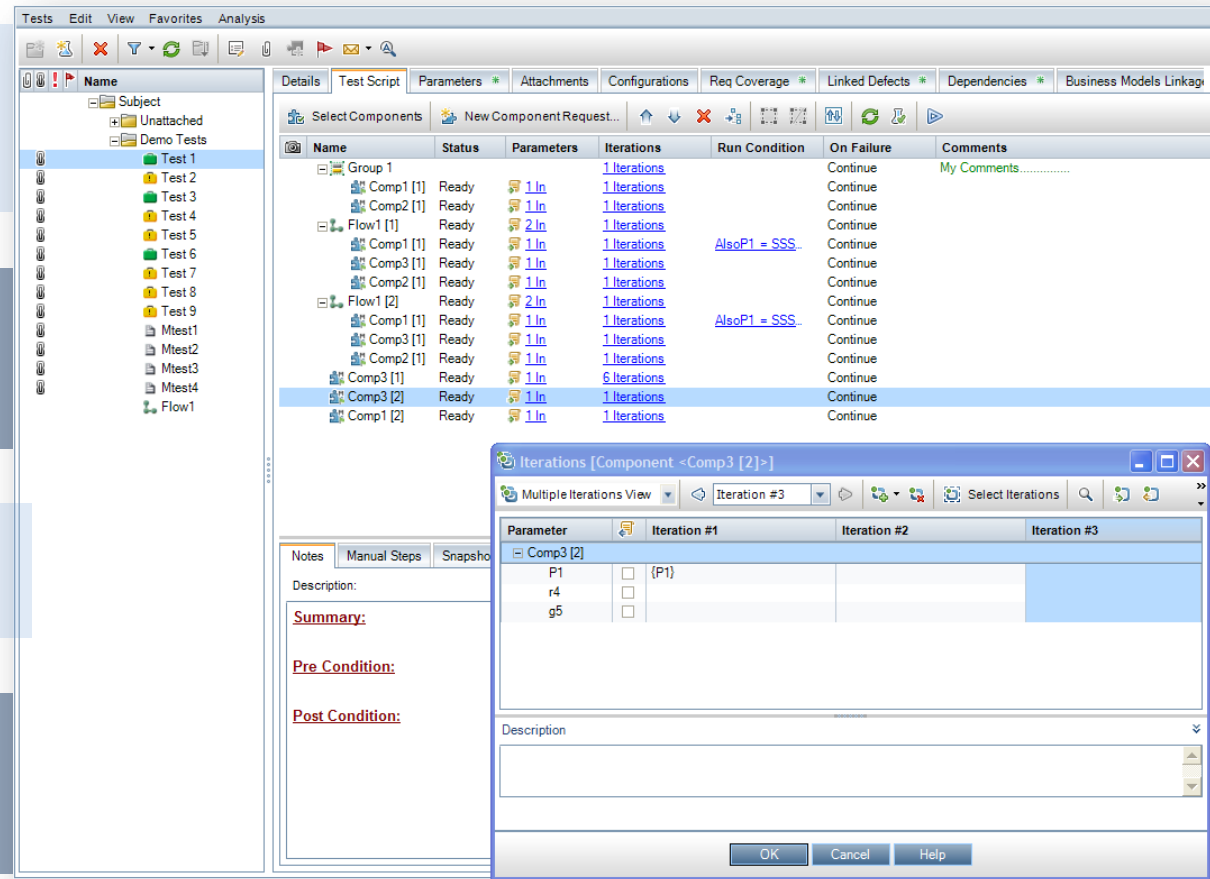 Tests Edit View Favorites Analysis
Name
Subject
Unattached
Demo Tests
Test 1
Test 2
Test 3
Test 4
Test 5
Test 6
Test 7
Test 8
Test 9
Mtest1
Mtest2
Mtest3
Mtest4
Flow1
Details Test Script Parameters * Attachments Configurations Req Coverage * Linked Defects * Dependencies * Business Models Linkage
Select Components New Component Request...
Name Status Parameters Iterations Run Condition On Failure Comments
Group 1 1 Iterations Continue My Comments...............
Comp1 [1] Ready 1 In 1 Iterations Continue
Comp2 [1] Ready 1 In 1 Iterations Continue
Flow1 [1] Ready 2 In 1 Iterations Continue
Comp1 [1] Ready 1 In 1 Iterations AlsoP1 = SSS... Continue
Comp3 [1] Ready 1 In 1 Iterations Continue
Comp2 [1] Ready 1 In 1 Iterations Continue
Flow1 [2] Ready 2 In 1 Iterations Continue
Comp1 [1] Ready 1 In 1 Iterations AlsoP1 = SSS... Continue
Comp3 [1] Ready 1 In 1 Iterations Continue
Comp2 [1] Ready 1 In 1 Iterations Continue
Comp3 [1] Ready 1 In 6 Iterations Continue
Comp3 [2] Ready 1 In 1 Iterations Continue
Comp1 [2] Ready 1 In 1 Iterations Continue
Notes Manual Steps Snapsho
Description:
Summary:
Pre Condition:
Post Condition:
Iterations [Component <Comp3 [2]>]
Multiple Iterations View Iteration #3 Select Iterations
Parameter Iteration #1 Iteration #2 Iteration #3
Comp3 [2]
P1 {P1}
r4
g5
Description
OK Cancel Help